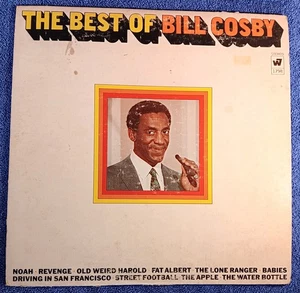 THE BEST OF BILL COSBY
W
NOAH · REVENGE · OLD WEIRD HAROLD · FAT ALBERT · THE LONE RANGER · BABIES
DRIVING IN SAN FRANCISCO · STREET FOOTBALL · THE APPLE · THE WATER BOTTLE